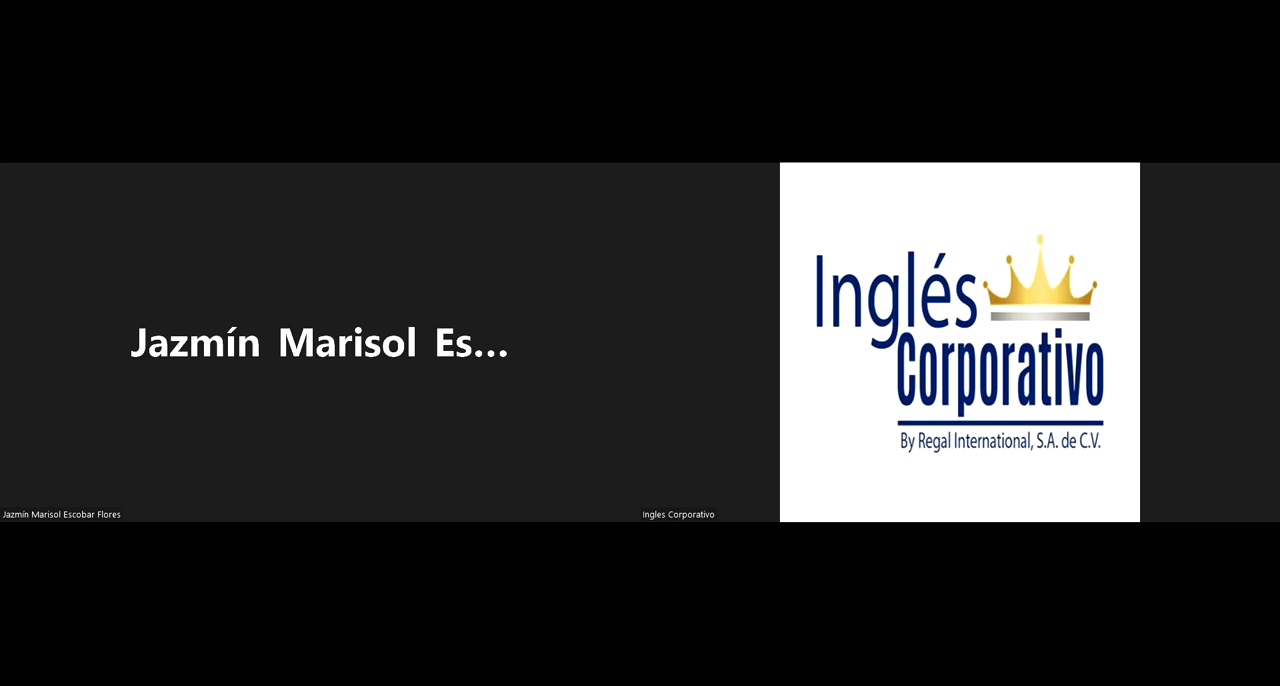 Jazmín Marisol Es...
Jazmín Marisol Escobar Flores
Inglés
Corporativo
By Regal International, S.A. de C.V.
Ingles Corporativo